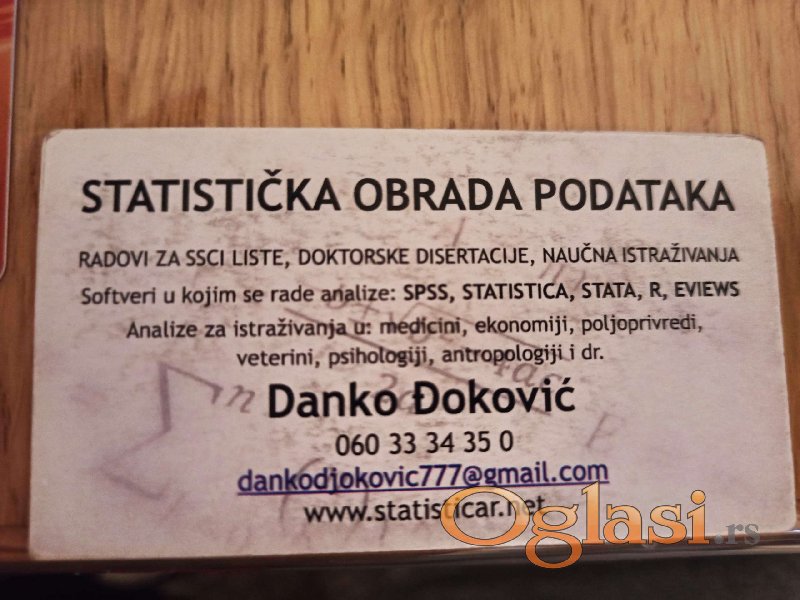 STATISTIČKA OBRADA PODATAKA
RADOVI ZA SSCI LISTE, DOKTORSKE DISERTACIJE, NAUČNA ISTRAŽIVANJA
Softveri u kojim se rade analize: SPSS, STATISTICA, STATA, R, EVIEWS
Analize za istraživanja u: medicini, ekonomiji, poljoprivredi,
veterini, psihologiji, antropologiji i dr.
Danko Đoković
060 33 34 35 0
dankodjokovic777@gmail.com
www.statisticar.net
Oglasi.rs